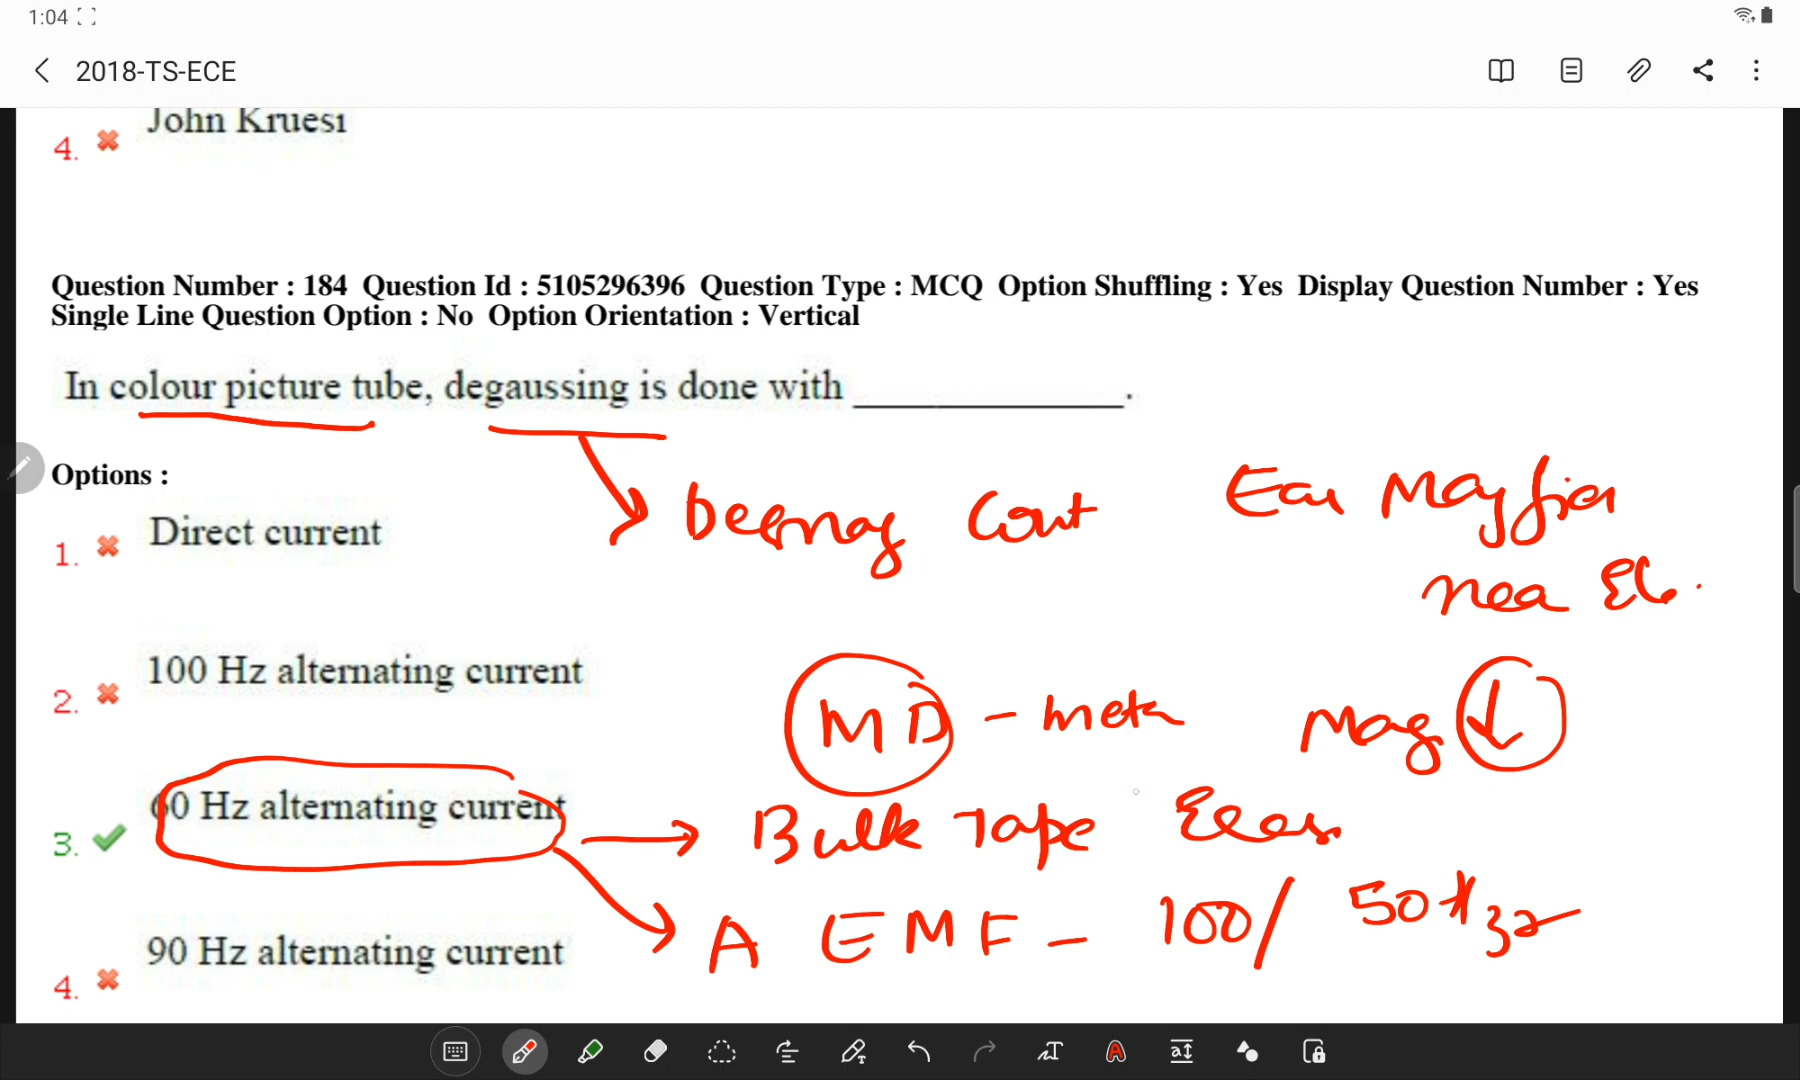 1:04
2018-TS-ECE
John Kruesi
4.
Question Number : 184 Question Id : 5105296396 Question Type : MCQ Option Shuffling : Yes Display Question Number : Yes
Single Line Question Option : No Option Orientation : Vertical
In colour picture tube, degaussing is done with ______________.
Options :
Direct current
1.
100 Hz alternating current
2.
60 Hz alternating current
3.
90 Hz alternating current
4.
Cont
MD - meta
Mag ↓
Bulk Tape
A EMF - 100/